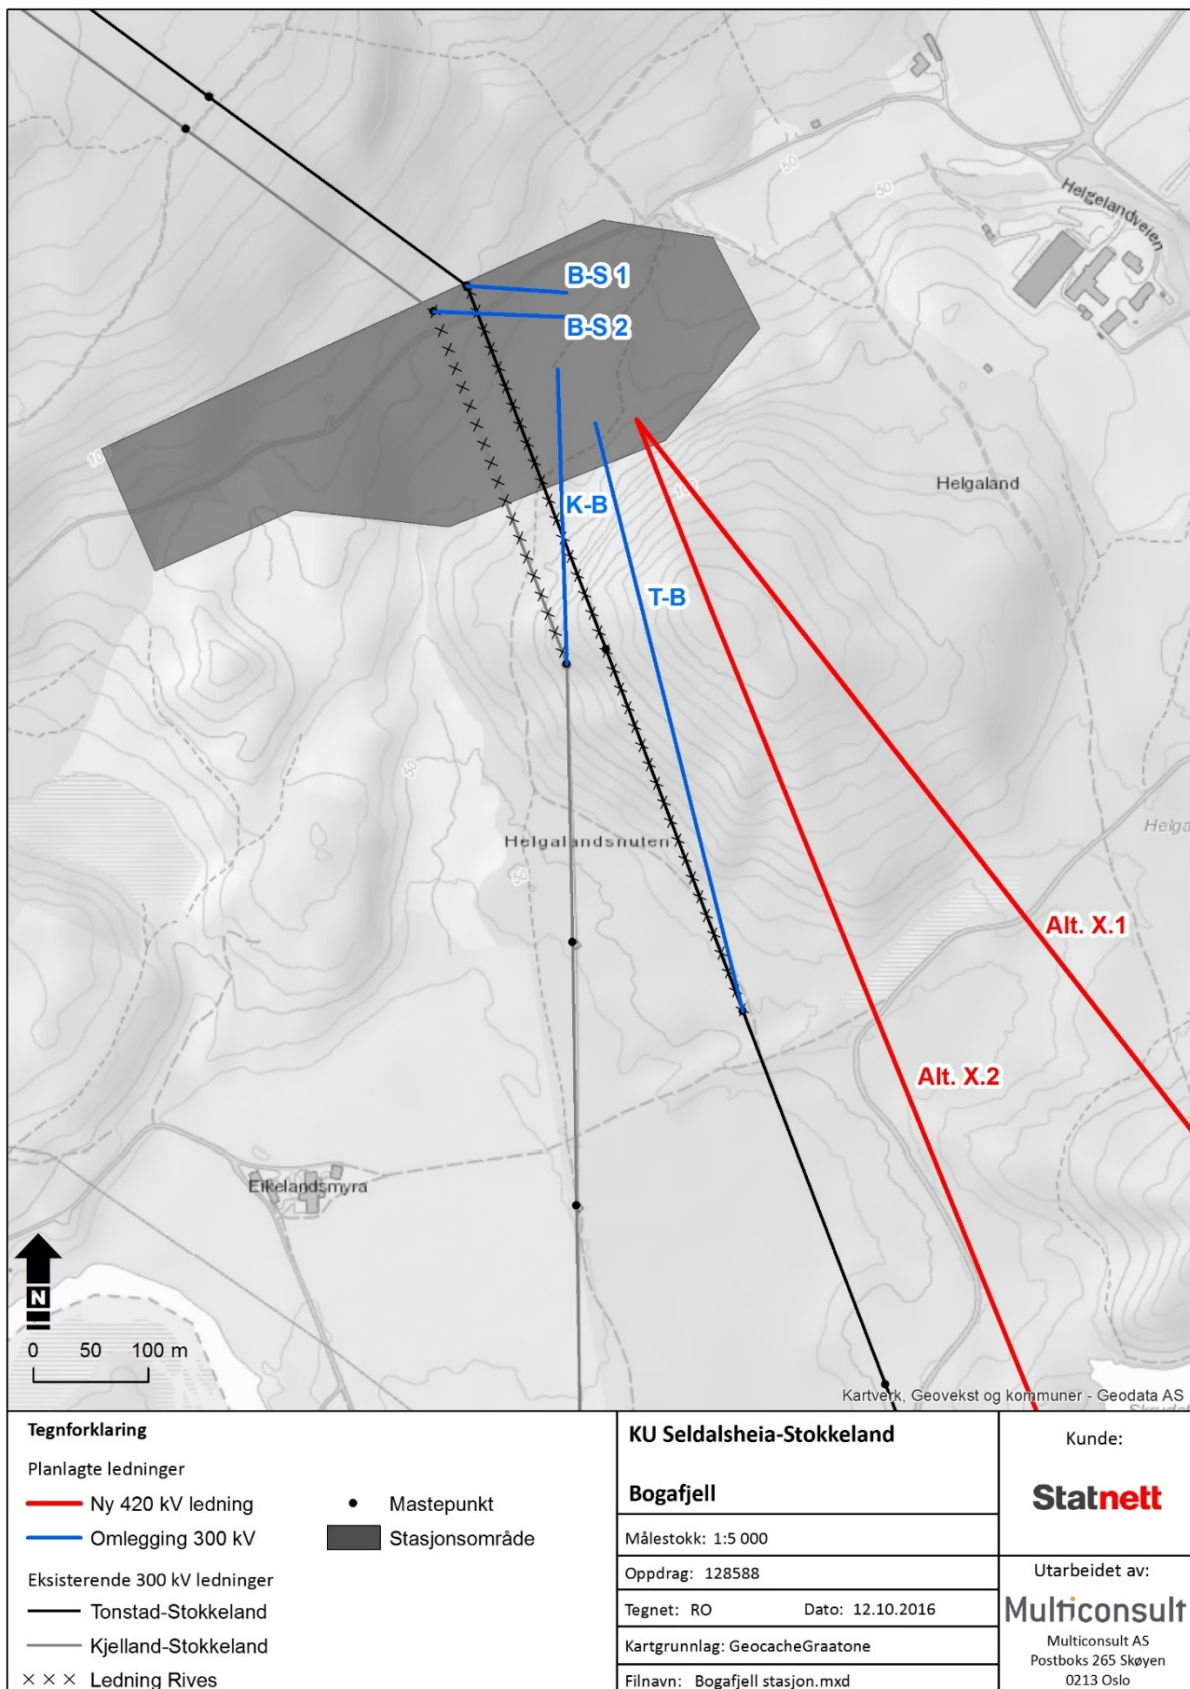 50
50
Helgelandveien
B-S 1
B-S 2
Helgaland
100
K-B
T-B
50
Helgalandsnuten
Helga
50
Alt. X.1
Alt. X.2
Eikelandsmyra
N
0 50 100 m
Kartverk, Geovekst og kommuner - Geodata AS
Tegnforklaring
Planlagte ledninger
Ny 420 kV ledning
Omlegging 300 kV
Mastepunkt
Stasjonsområde
Eksisterende 300 kV ledninger
Tonstad-Stokkeland
Kjelland-Stokkeland
Ledning Rives
KU Seldalsheia-Stokkeland
Bogafjell
Målestokk: 1:5 000
Oppdrag: 128588
Tegnet: RO Dato: 12.10.2016
Kartgrunnlag: GeocacheGraatone
Filnavn: Bogafjell stasjon.mxd
Kunde:
Statnett
Utarbeidet av:
Multiconsult
Multiconsult AS
Postboks 265 Skøyen
0213 Oslo